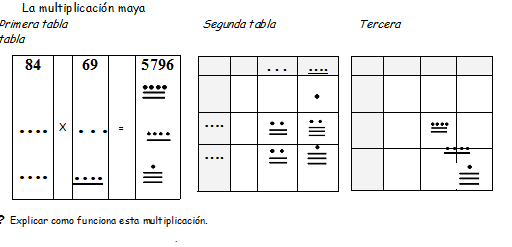 La multiplicación maya
Primera tabla Segunda tabla Tercera
tabla
84 69 5796
X =
? Explicar como funciona esta multiplicación.